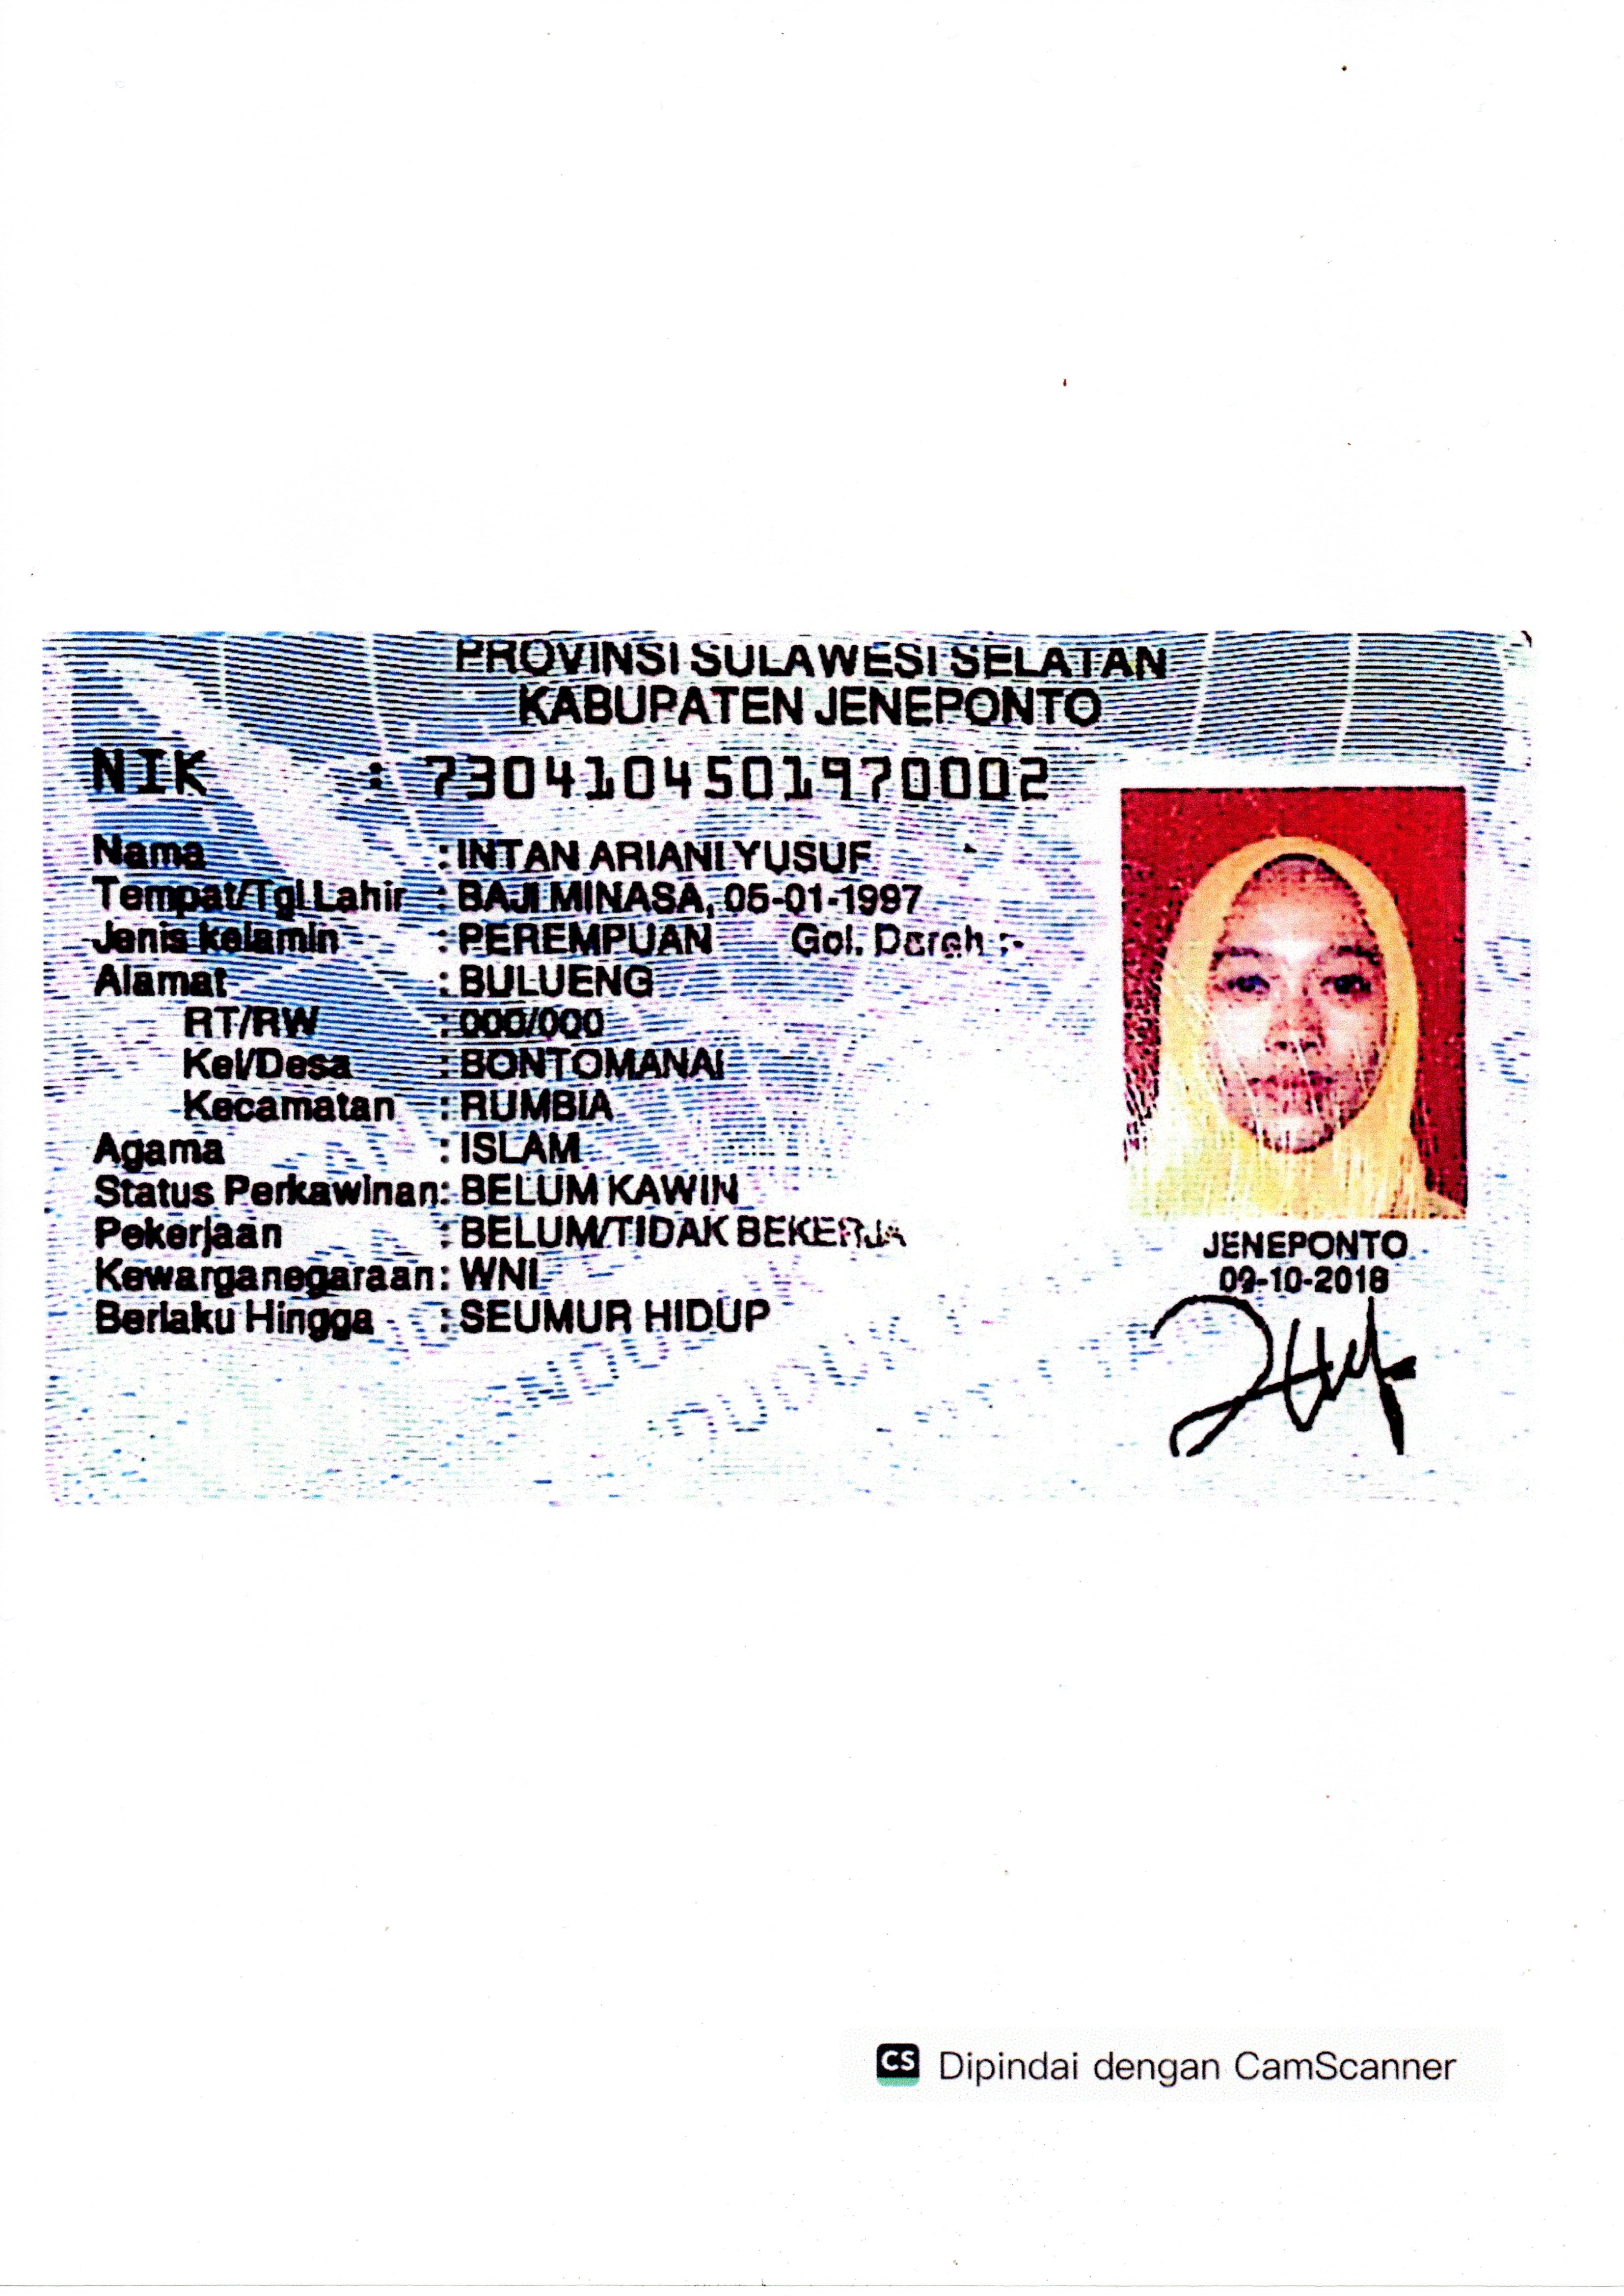 PROVINSI SULAWESI SELATAN
KABUPATEN JENEPONTO
NIK : 7304104501970002
Nama : INTAN ARIANI YUSUF
Tempat/Tgl Lahir : BAJI MINASA, 05-01-1997
Jenis kelamin : PEREMPUAN Gol. Darah :-
Alamat : BULUENG
RT/RW : 000/000
Kel/Desa : BONTOMANAI
Kecamatan : RUMBIA
Agama : ISLAM
Status Perkawinan: BELUM KAWIN
Pekerjaan : BELUM/TIDAK BEKERJA
Kewarganegaraan: WNI
Berlaku Hingga : SEUMUR HIDUP
JENEPONTO
09-10-2018
CS Dipindai dengan CamScanner